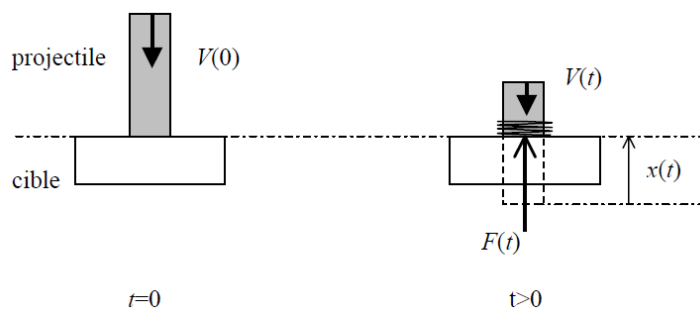 projectile V(0) V(t)
cible x(t)
F(t)
t=0 t>0